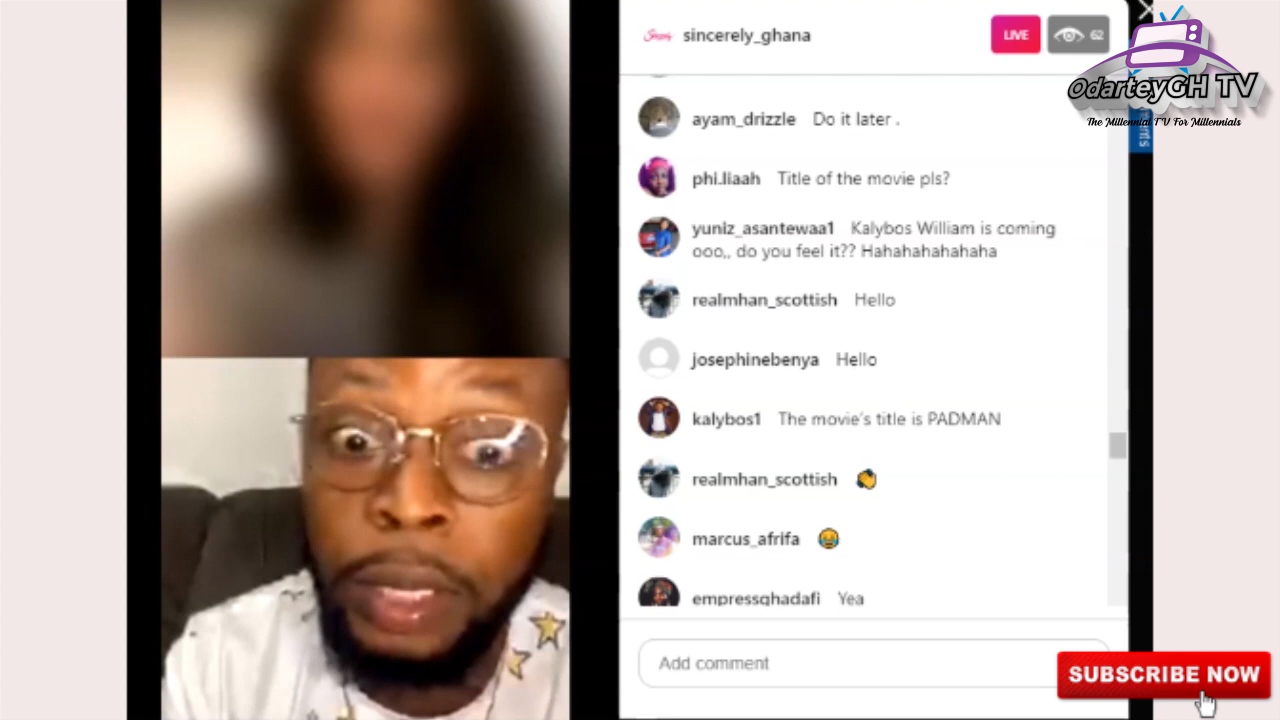 sincerely_ghana
LIVE
62
OdarteyGH TV
The Millennial TV For Millennials
ayam_drizzle Do it later .
phi.liaah Title of the movie pls?
yuniz_asantewaa1 Kalybos William is coming
ooo,, do you feel it?? Hahahahahahaha
realmhan_scottish Hello
josephinebenya Hello
kalybos1 The movie's title is PADMAN
realmhan_scottish 👏
marcus_afrifa 😂
empressghadafi Yea
Add comment
SUBSCRIBE NOW